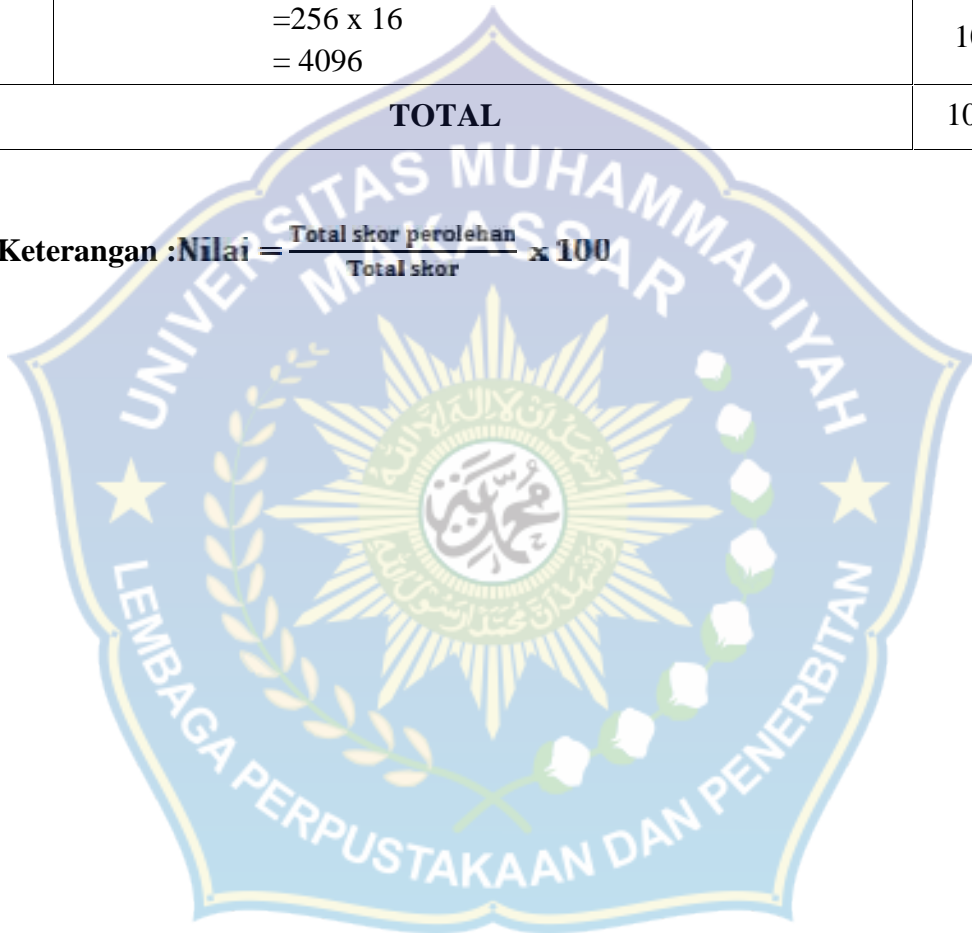 =256 x 16
= 4096
TOTAL
Keterangan :Nilai = Total skor perolehan / Total skor x 100
UNIVERSITAS MUHAMMADIYAH
MAKASSAR
LEMBAGA PERPUSTAKAAN DAN PENERBITAN